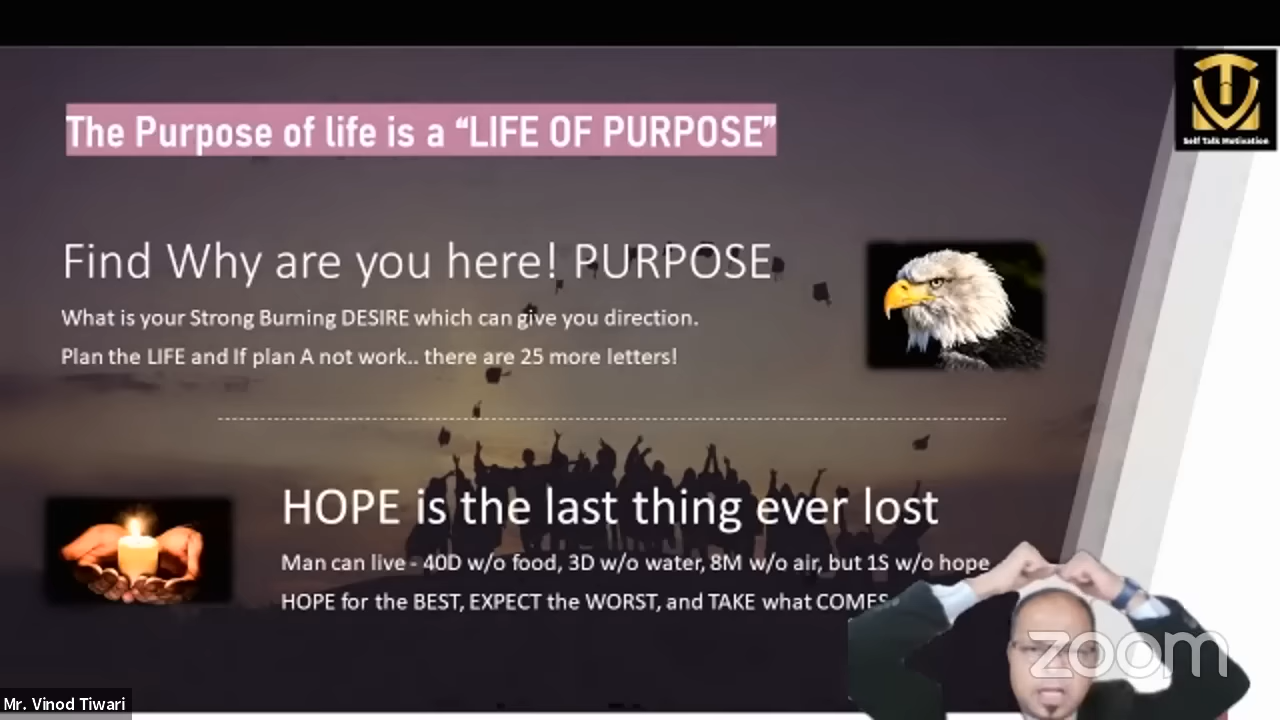 The Purpose of life is a “LIFE OF PURPOSE”
Self Talk Motivation
Find Why are you here! PURPOSE
What is your Strong Burning DESIRE which can give you direction.
Plan the LIFE and If plan A not work.. there are 25 more letters!
HOPE is the last thing ever lost
Man can live - 40D w/o food, 3D w/o water, 8M w/o air, but 1S w/o hope
HOPE for the BEST, EXPECT the WORST, and TAKE what COMES
zoom
Mr. Vinod Tiwari